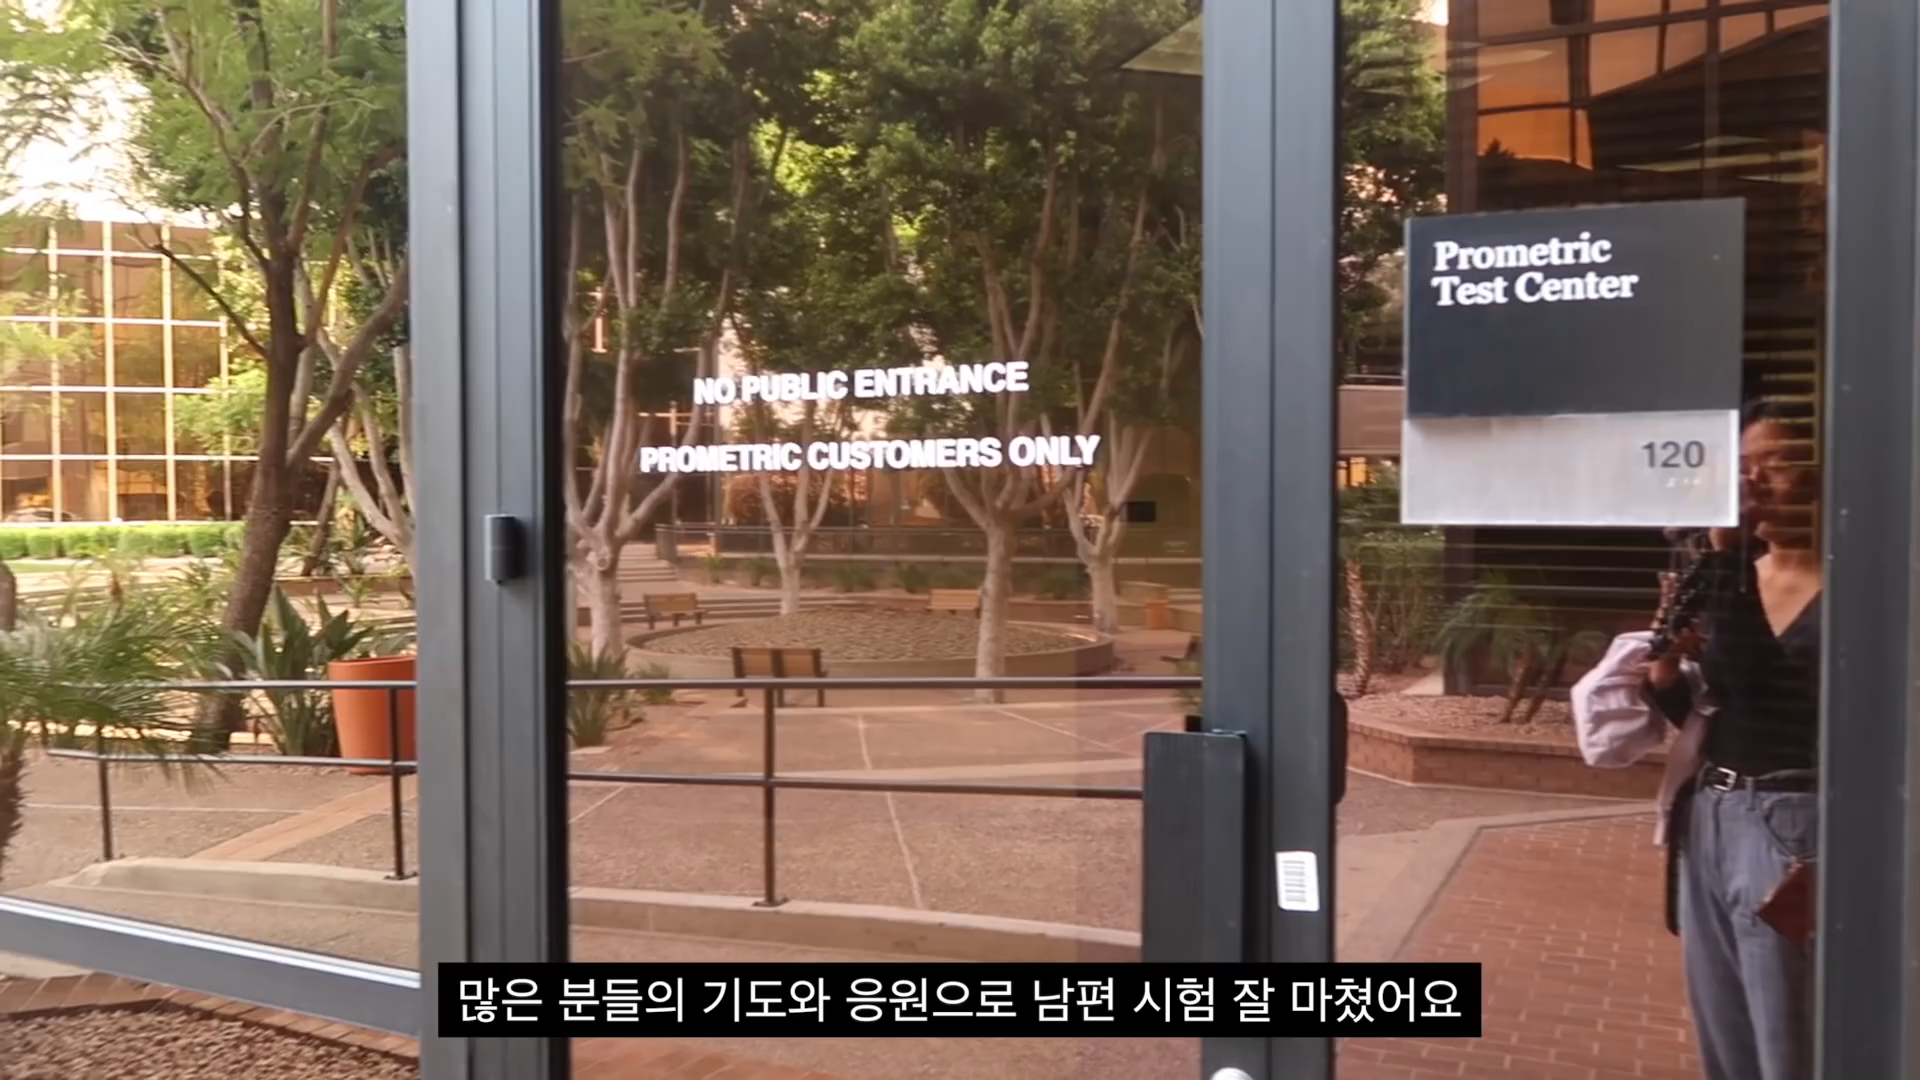 NO PUBLIC ENTRANCE
PROMETRIC CUSTOMERS ONLY
Prometric
Test Center
120
많은 분들의 기도와 응원으로 남편 시험 잘 마쳤어요